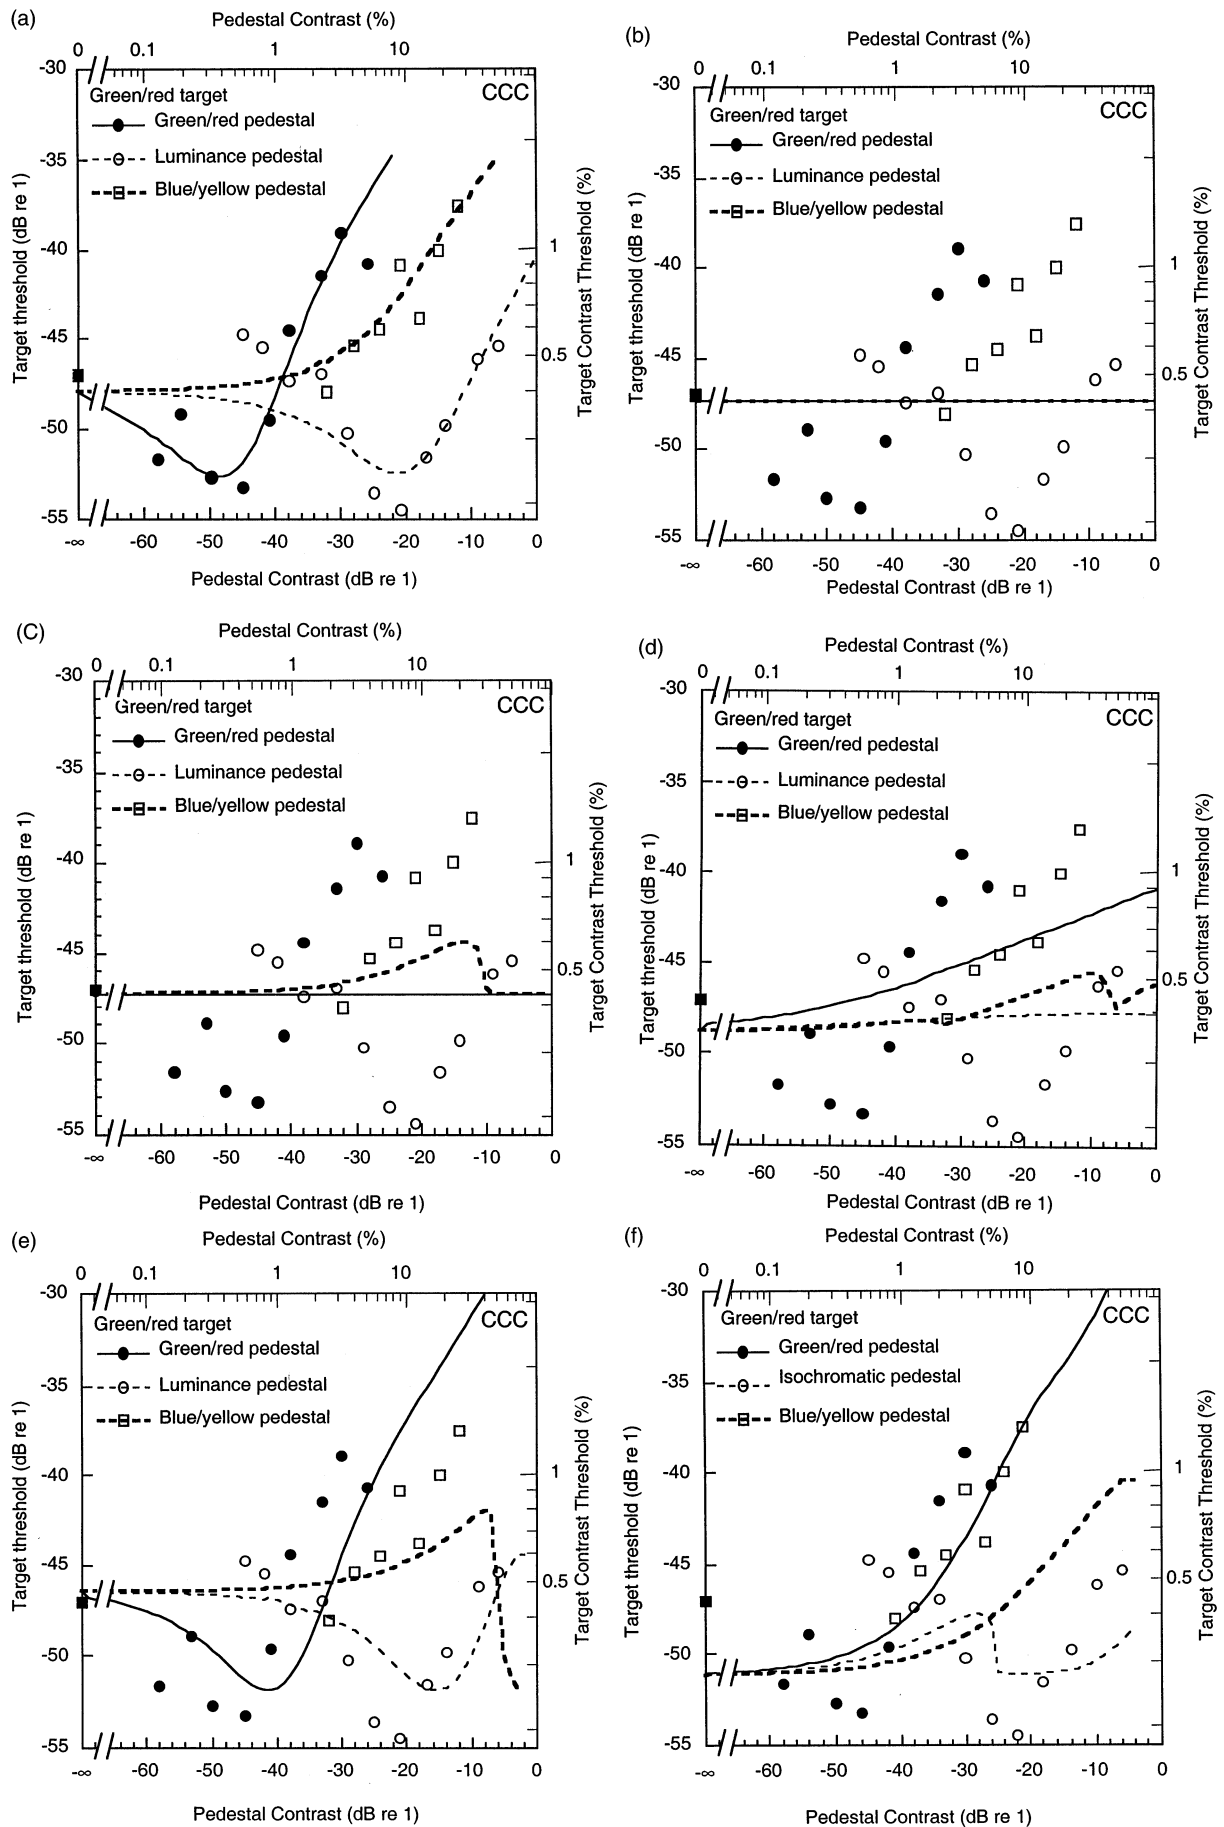 (a)
Pedestal Contrast (%)
0 0.1 1 10
-30
Green/red target
CCC
Green/red pedestal
Luminance pedestal
Blue/yellow pedestal
-35
-40
-45
-50
-55
1
0.5
Target threshold (dB re 1)
Target Contrast Threshold (%)
-∞ -60 -50 -40 -30 -20 -10 0
Pedestal Contrast (dB re 1)
(b)
Pedestal Contrast (%)
0 0.1 1 10
-30
Green/red target
CCC
Green/red pedestal
Luminance pedestal
Blue/yellow pedestal
-35
-40
-45
-50
-55
1
0.5
Target threshold (dB re 1)
Target Contrast Threshold (%)
-∞ -60 -50 -40 -30 -20 -10 0
Pedestal Contrast (dB re 1)
(C)
Pedestal Contrast (%)
0 0.1 1 10
-30
Green/red target
CCC
Green/red pedestal
Luminance pedestal
Blue/yellow pedestal
-35
-40
-45
-50
-55
1
0.5
Target threshold (dB re 1)
Target Contrast Threshold (%)
-∞ -60 -50 -40 -30 -20 -10 0
Pedestal Contrast (dB re 1)
(d)
Pedestal Contrast (%)
0 0.1 1 10
-30
Green/red target
CCC
Green/red pedestal
Luminance pedestal
Blue/yellow pedestal
-35
-40
-45
-50
-55
1
0.5
Target threshold (dB re 1)
Target Contrast Threshold (%)
-∞ -60 -50 -40 -30 -20 -10 0
Pedestal Contrast (dB re 1)
(e)
Pedestal Contrast (%)
0 0.1 1 10
-30
Green/red target
CCC
Green/red pedestal
Luminance pedestal
Blue/yellow pedestal
-35
-40
-45
-50
-55
1
0.5
Target threshold (dB re 1)
Target Contrast Threshold (%)
-∞ -60 -50 -40 -30 -20 -10 0
Pedestal Contrast (dB re 1)
(f)
Pedestal Contrast (%)
0 0.1 1 10
-30
Green/red target
CCC
Green/red pedestal
Isochromatic pedestal
Blue/yellow pedestal
-35
-40
-45
-50
-55
1
0.5
Target threshold (dB re 1)
Target Contrast Threshold (%)
-∞ -60 -50 -40 -30 -20 -10 0
Pedestal Contrast (dB re 1)